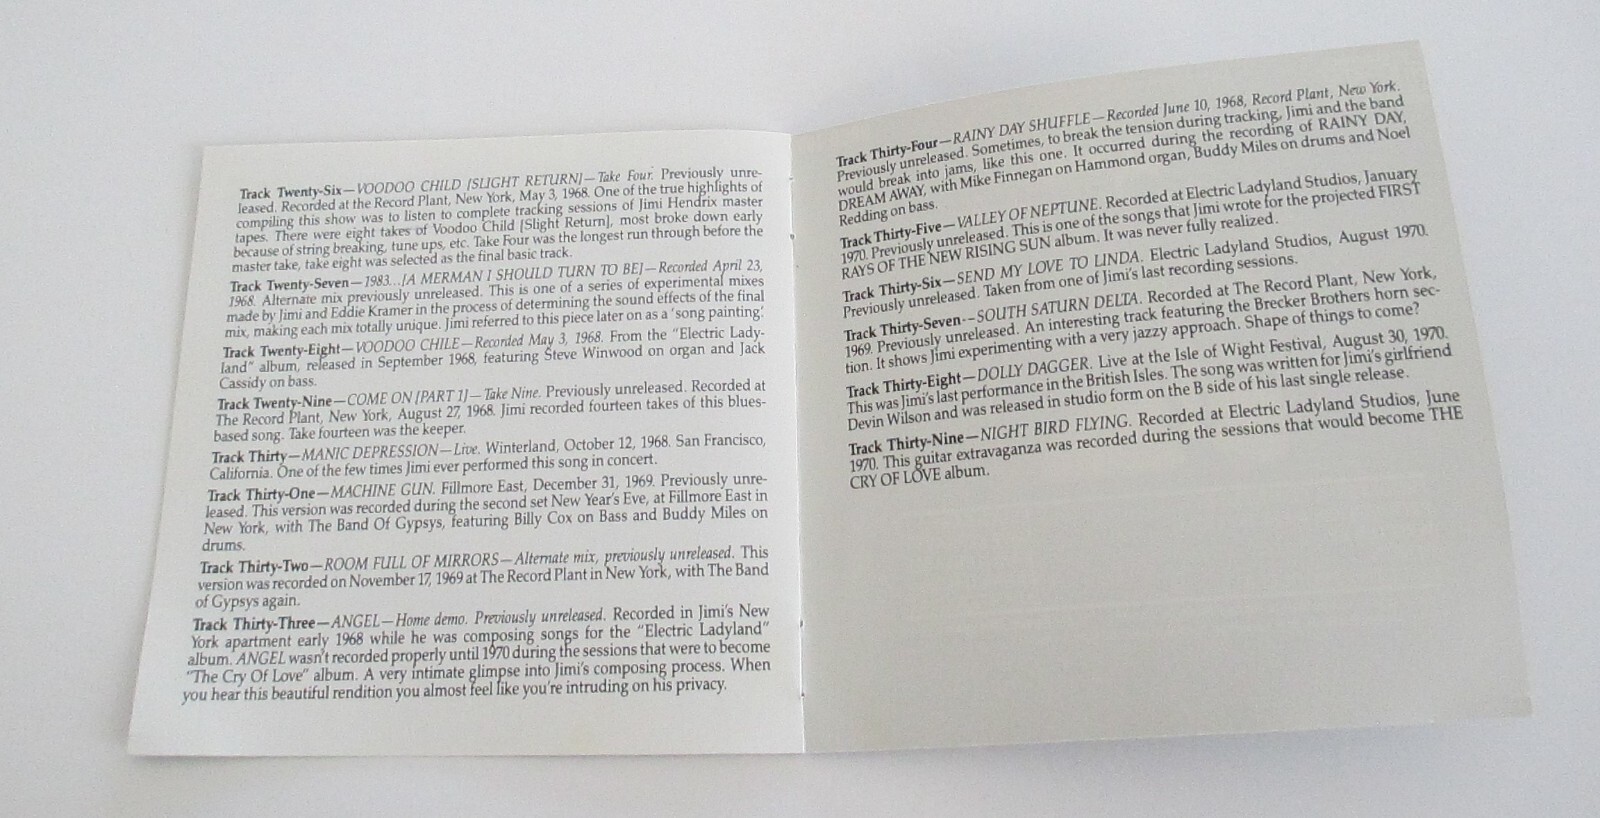 Track Twenty-Six—VOODOO CHILD [SLIGHT RETURN]—Take Four. Previously unre-
leased. Recorded at the Record Plant, New York, May 3, 1968. One of the true highlights of
compiling this show was to listen to complete tracking sessions of Jimi Hendrix master
tapes. There were eight takes of Voodoo Child [Slight Return], most broke down early
because of string breaking, tune ups, etc. Take Four was the longest run through before the
master take, take eight was selected as the final basic track.
Track Twenty-Seven—1983...[A MERMAN I SHOULD TURN TO BE]—Recorded April 23,
1968. Alternate mix previously unreleased. This is one of a series of experimental mixes
made by Jimi and Eddie Kramer in the process of determining the sound effects of the final
mix, making each mix totally unique. Jimi referred to this piece later on as a 'song painting.'
Track Twenty-Eight—VOODOO CHILE—Recorded May 3, 1968. From the "Electric Lady-
land" album, released in September 1968, featuring Steve Winwood on organ and Jack
Cassidy on bass.
Track Twenty-Nine—COME ON [PART 1]—Take Nine. Previously unreleased. Recorded at
The Record Plant, New York, August 27, 1968. Jimi recorded fourteen takes of this blues-
based song. Take fourteen was the keeper.
Track Thirty—MANIC DEPRESSION—Live. Winterland, October 12, 1968. San Francisco,
California. One of the few times Jimi ever performed this song in concert.
Track Thirty-One—MACHINE GUN. Fillmore East, December 31, 1969. Previously unre-
leased. This version was recorded during the second set New Year's Eve, at Fillmore East in
New York, with The Band Of Gypsys, featuring Billy Cox on Bass and Buddy Miles on
drums.
Track Thirty-Two—ROOM FULL OF MIRRORS—Alternate mix, previously unreleased. This
version was recorded on November 17, 1969 at The Record Plant in New York, with The Band
of Gypsys again.
Track Thirty-Three—ANGEL—Home demo. Previously unreleased. Recorded in Jimi's New
York apartment early 1968 while he was composing songs for the "Electric Ladyland"
album. ANGEL wasn't recorded properly until 1970 during the sessions that were to become
"The Cry Of Love" album. A very intimate glimpse into Jimi's composing process. When
you hear this beautiful rendition you almost feel like you're intruding on his privacy.
Track Thirty-Four—RAINY DAY SHUFFLE—Recorded June 10, 1968, Record Plant, New York.
Previously unreleased. Sometimes, to break the tension during tracking, Jimi and the band
would break into jams, like this one. It occurred during the recording of RAINY DAY,
DREAM AWAY, with Mike Finnegan on Hammond organ, Buddy Miles on drums and Noel
Redding on bass.
Track Thirty-Five—VALLEY OF NEPTUNE. Recorded at Electric Ladyland Studios, January
1970. Previously unreleased. This is one of the songs that Jimi wrote for the projected FIRST
RAYS OF THE NEW RISING SUN album. It was never fully realized.
Track Thirty-Six—SEND MY LOVE TO LINDA. Electric Ladyland Studios, August 1970.
Previously unreleased. Taken from one of Jimi's last recording sessions.
Track Thirty-Seven--SOUTH SATURN DELTA. Recorded at The Record Plant, New York,
1969. Previously unreleased. An interesting track featuring the Brecker Brothers horn sec-
tion. It shows Jimi experimenting with a very jazzy approach. Shape of things to come?
Track Thirty-Eight—DOLLY DAGGER. Live at the Isle of Wight Festival, August 30, 1970.
This was Jimi's last performance in the British Isles. The song was written for Jimi's girlfriend
Devin Wilson and was released in studio form on the B side of his last single release.
Track Thirty-Nine—NIGHT BIRD FLYING. Recorded at Electric Ladyland Studios, June
1970. This guitar extravaganza was recorded during the sessions that would become THE
CRY OF LOVE album.